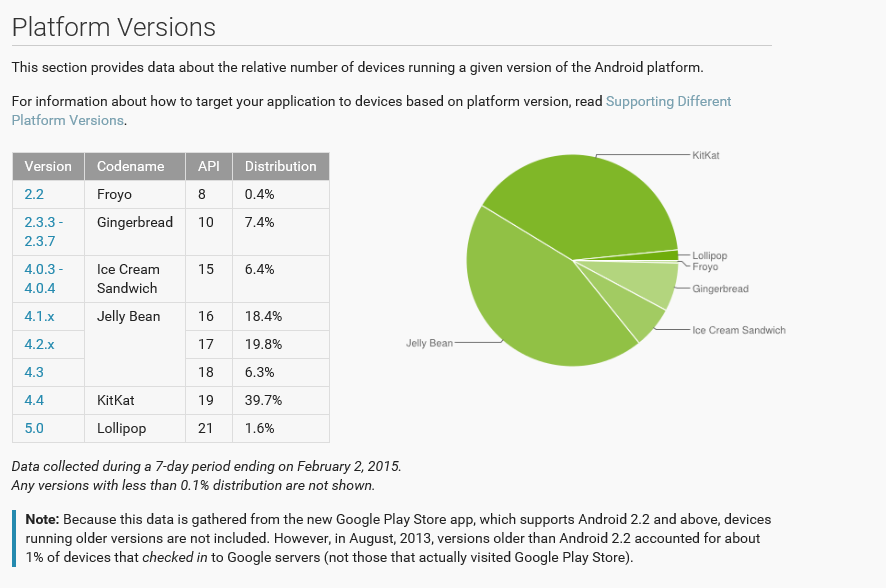 Platform Versions
This section provides data about the relative number of devices running a given version of the Android platform.
For information about how to target your application to devices based on platform version, read Supporting Different
Platform Versions.
Version Codename API Distribution
2.2 Froyo 8 0.4%
2.3.3 -
2.3.7 Gingerbread 10 7.4%
4.0.3 -
4.0.4 Ice Cream
Sandwich 15 6.4%
4.1.x Jelly Bean 16 18.4%
4.2.x 17 19.8%
4.3 18 6.3%
4.4 KitKat 19 39.7%
5.0 Lollipop 21 1.6%
KitKat
Lollipop
Froyo
Gingerbread
Ice Cream Sandwich
Jelly Bean
Data collected during a 7-day period ending on February 2, 2015.
Any versions with less than 0.1% distribution are not shown.
Note: Because this data is gathered from the new Google Play Store app, which supports Android 2.2 and above, devices
running older versions are not included. However, in August, 2013, versions older than Android 2.2 accounted for about
1% of devices that checked in to Google servers (not those that actually visited Google Play Store).